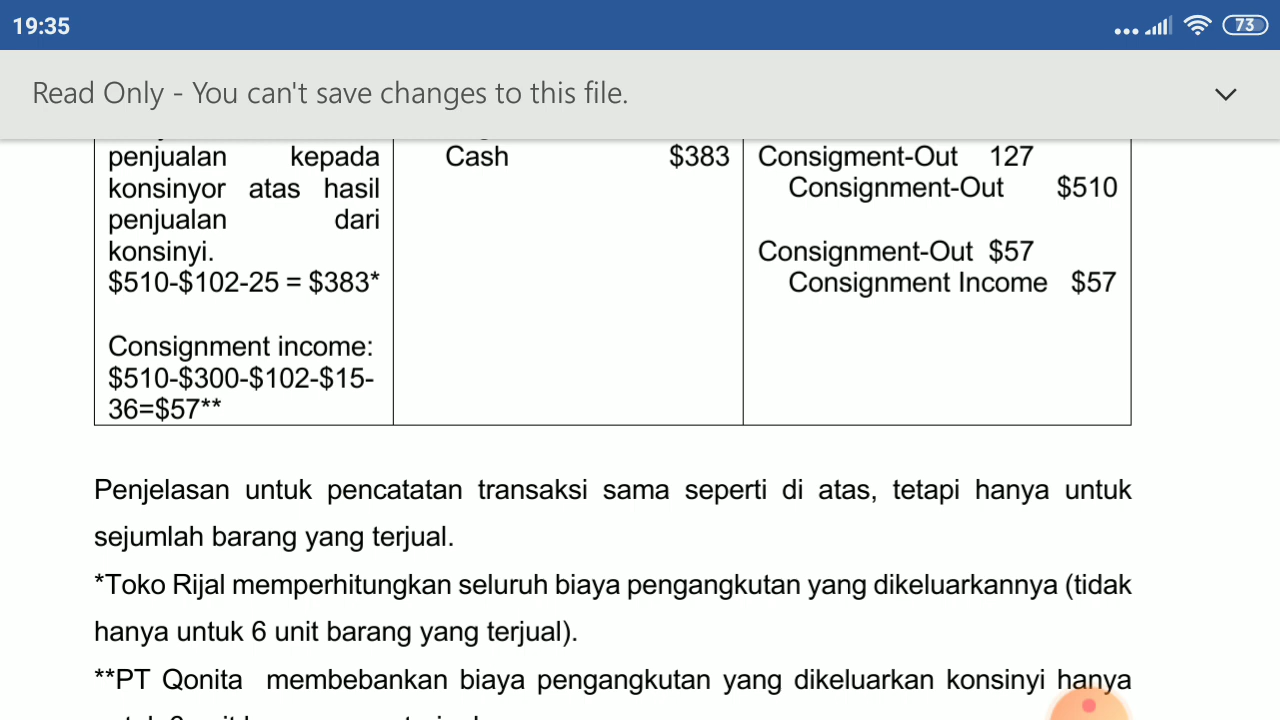 19:35
73
Read Only - You can't save changes to this file.
penjualan kepada
konsinyor atas hasil
penjualan dari
konsinyi.
$510-$102-25 = $383*
Consignment income:
$510-$300-$102-$15-
36=$57**
Cash $383
Consigment-Out 127
Consignment-Out $510
Consignment-Out $57
Consignment Income $57
Penjelasan untuk pencatatan transaksi sama seperti di atas, tetapi hanya untuk
sejumlah barang yang terjual.
*Toko Rijal memperhitungkan seluruh biaya pengangkutan yang dikeluarkannya (tidak
hanya untuk 6 unit barang yang terjual).
**PT Qonita membebankan biaya pengangkutan yang dikeluarkan konsinyi hanya